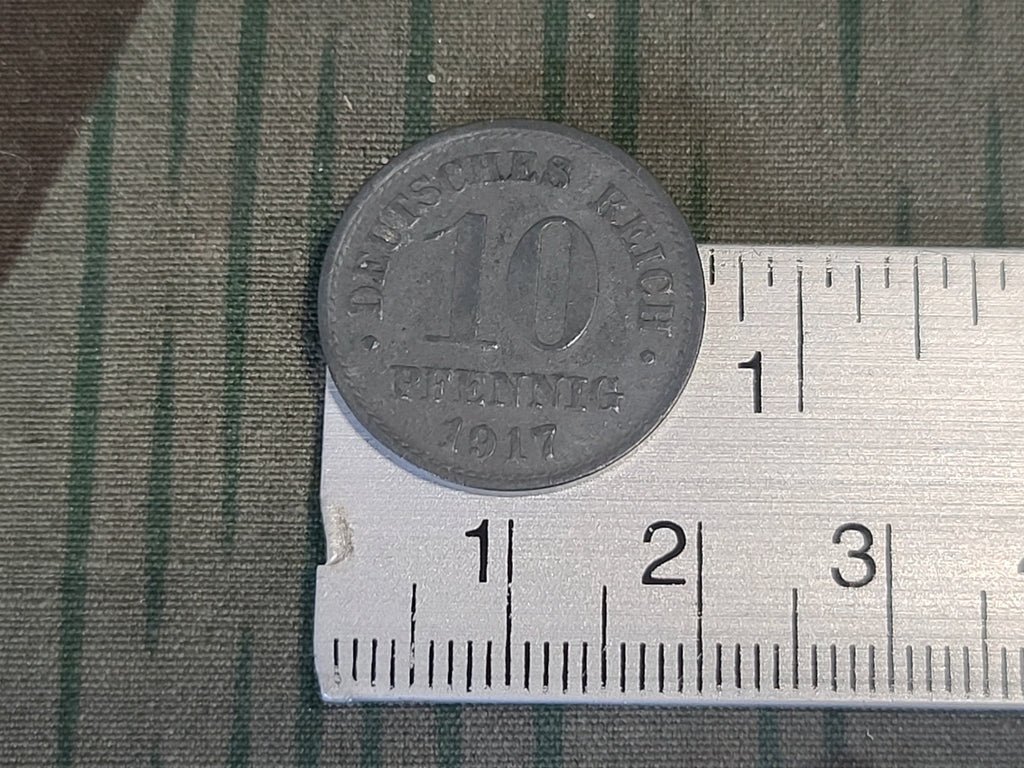 DEUTSCHES REICH
10
PFENNIG
1917
1
1 2 3